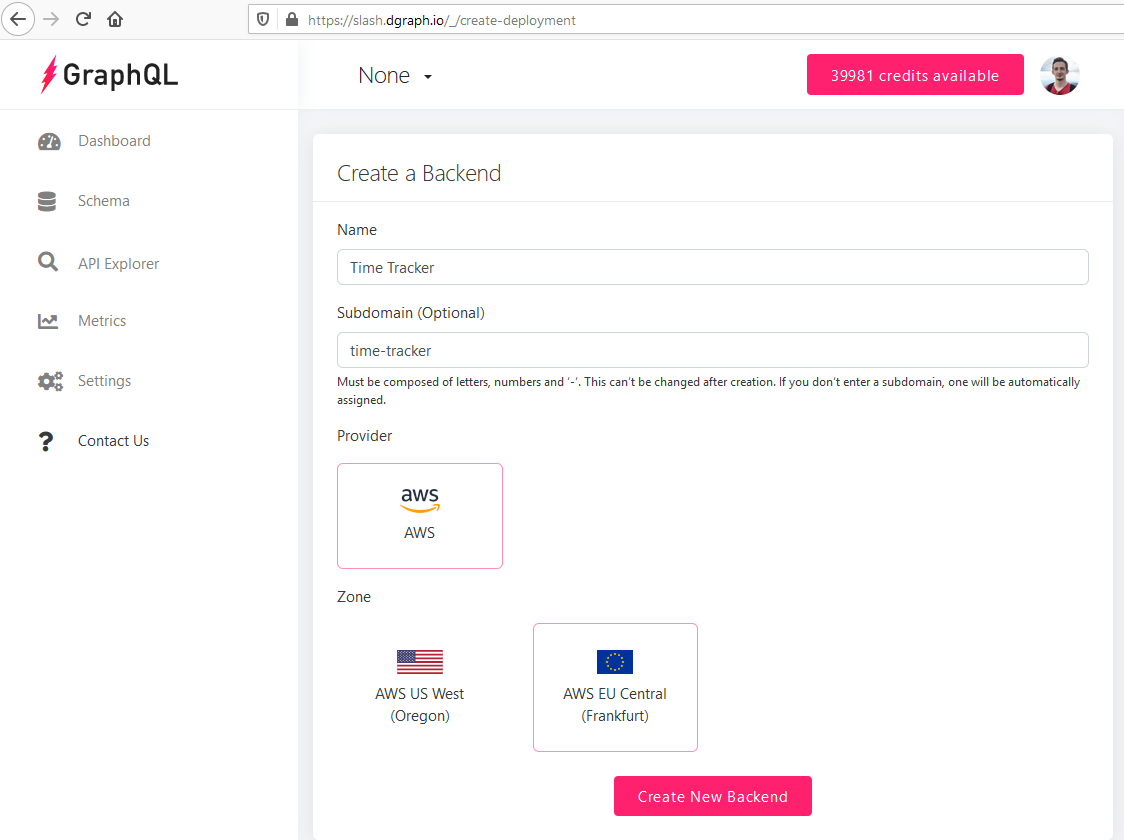 https://slash.dgraph.io/_/create-deployment
GraphQL
None
39981 credits available
Dashboard
Schema
API Explorer
Metrics
Settings
? Contact Us
Create a Backend
Name
Time Tracker
Subdomain (Optional)
time-tracker
Must be composed of letters, numbers and ‘-’. This can’t be changed after creation. If you don’t enter a subdomain, one will be automatically
assigned.
Provider
aws
AWS
Zone
AWS US West
(Oregon)
AWS EU Central
(Frankfurt)
Create New Backend